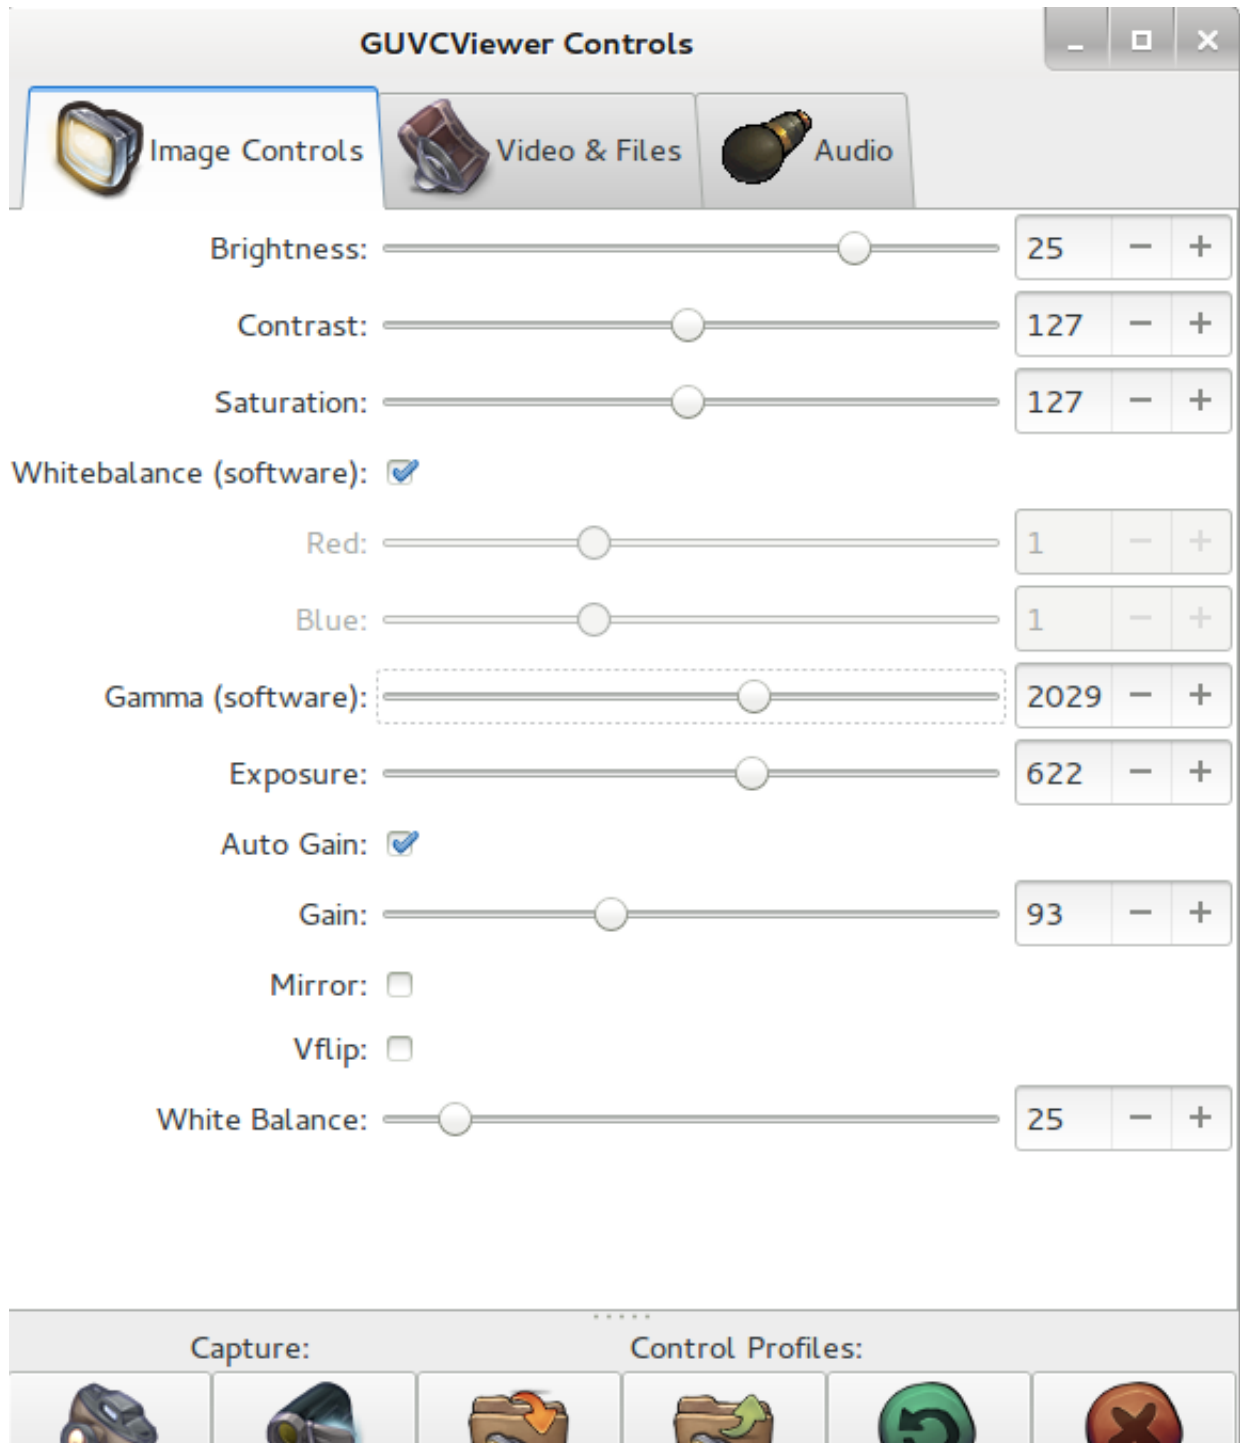 GUVCViewer Controls
Image Controls Video & Files Audio
Brightness: 25 − +
Contrast: 127 − +
Saturation: 127 − +
Whitebalance (software):
Red: 1 − +
Blue: 1 − +
Gamma (software): 2029 − +
Exposure: 622 − +
Auto Gain:
Gain: 93 − +
Mirror:
Vflip:
White Balance: 25 − +
Capture: Control Profiles: